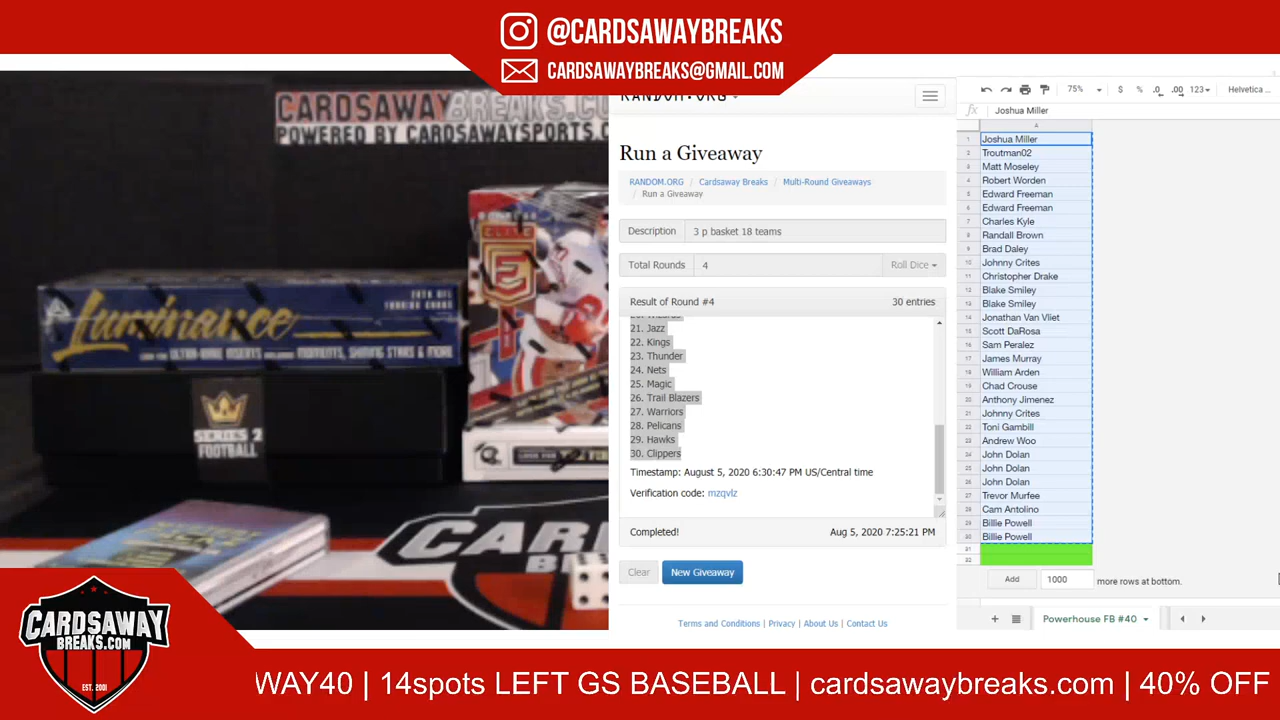 @CARDSAWAYBREAKS
CARDSAWAYBREAKS@GMAIL.COM
CARDSAWAYBREAKS.COM
POWERED BY CARDSAWAYSPORTS.C
Luminance
SERIES 2
FOOTBALL
ELITE
E
RANDOM.ORG
Run a Giveaway
RANDOM.ORG / Cardsaway Breaks / Multi-Round Giveaways
/ Run a Giveaway
Description 3 p basket 18 teams
Total Rounds 4 Roll Dice
Result of Round #4 30 entries
20. Wizards
21. Jazz
22. Kings
23. Thunder
24. Nets
25. Magic
26. Trail Blazers
27. Warriors
28. Pelicans
29. Hawks
30. Clippers
Timestamp: August 5, 2020 6:30:47 PM US/Central time
Verification code: mzqvlz
Completed! Aug 5, 2020 7:25:21 PM
Clear New Giveaway
Terms and Conditions | Privacy | About Us | Contact Us
75% $ % .0 .00 123 Helvetica ...
fx Joshua Miller
A
1 Joshua Miller
2 Troutman02
3 Matt Moseley
4 Robert Worden
5 Edward Freeman
6 Edward Freeman
7 Charles Kyle
8 Randall Brown
9 Brad Daley
10 Johnny Crites
11 Christopher Drake
12 Blake Smiley
13 Blake Smiley
14 Jonathan Van Vliet
15 Scott DaRosa
16 Sam Peralez
17 James Murray
18 William Arden
19 Chad Crouse
20 Anthony Jimenez
21 Johnny Crites
22 Toni Gambill
23 Andrew Woo
24 John Dolan
25 John Dolan
26 John Dolan
27 Trevor Murfee
28 Cam Antolino
29 Billie Powell
30 Billie Powell
31
32
Add 1000 more rows at bottom.
+ Powerhouse FB #40
CARDSAWAY
BREAKS.COM
EST. 2001
WAY40 | 14spots LEFT GS BASEBALL | cardsawaybreaks.com | 40% OFF